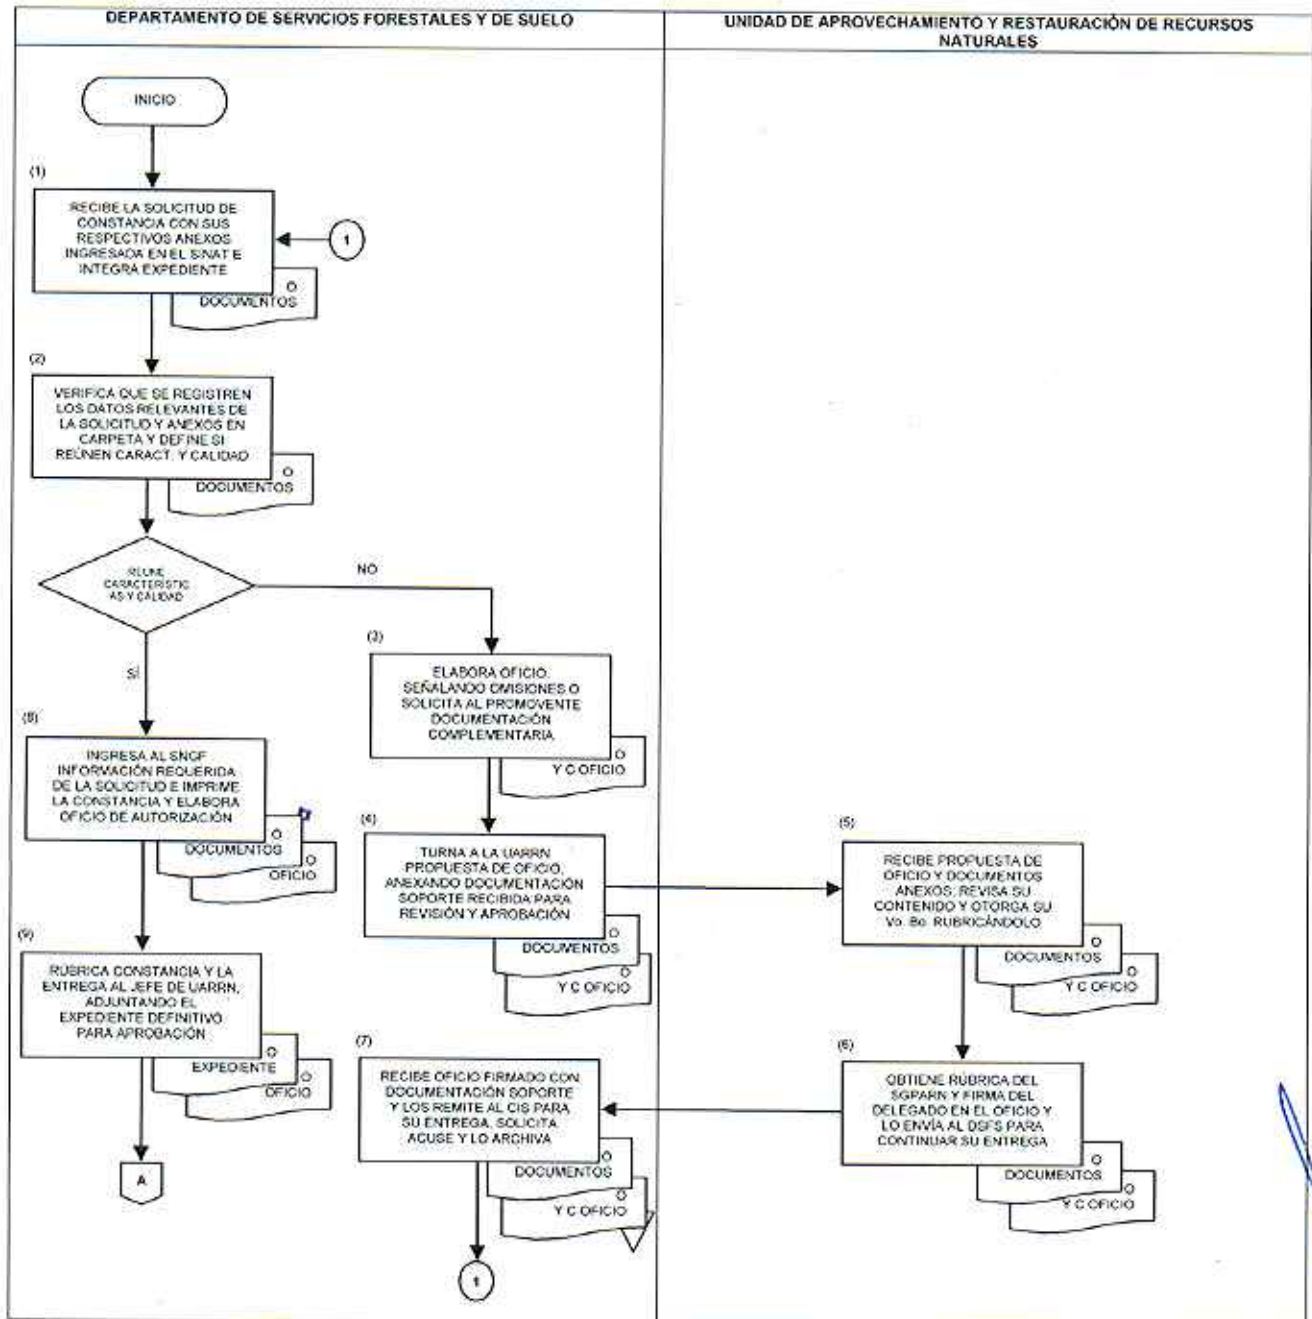 DEPARTAMENTO DE SERVICIOS FORESTALES Y DE SUELO
UNIDAD DE APROVECHAMIENTO Y RESTAURACIÓN DE RECURSOS
NATURALES
INICIO
(1)
RECIBE LA SOLICITUD DE
CONSTANCIA CON SUS
RESPECTIVOS ANEXOS
INGRESADA EN EL SINAT E
INTEGRA EXPEDIENTE
1
O
DOCUMENTOS
(2)
VERIFICA QUE SE REGISTREN
LOS DATOS RELEVANTES DE
LA SOLICITUD Y ANEXOS EN
CARPETA Y DEFINE SI
REÚNEN CARACT. Y CALIDAD
O
DOCUMENTOS
REÚNE
CARACTERÍSTIC
AS Y CALIDAD
NO
SÍ
(3)
ELABORA OFICIO,
SEÑALANDO OMISIONES O
SOLICITA AL PROMOVENTE
DOCUMENTACIÓN
COMPLEMENTARIA
O
Y C OFICIO
(8)
INGRESA AL SNGF
INFORMACIÓN REQUERIDA
DE LA SOLICITUD E IMPRIME
LA CONSTANCIA Y ELABORA
OFICIO DE AUTORIZACIÓN
O
DOCUMENTOS
O
OFICIO
(4)
TURNA A LA UARRN
PROPUESTA DE OFICIO,
ANEXANDO DOCUMENTACIÓN
SOPORTE RECIBIDA PARA
REVISIÓN Y APROBACIÓN
O
DOCUMENTOS
O
Y C OFICIO
(5)
RECIBE PROPUESTA DE
OFICIO Y DOCUMENTOS
ANEXOS, REVISA SU
CONTENIDO Y OTORGA SU
Vo. Bo. RUBRICÁNDOLO
O
DOCUMENTOS
O
Y C OFICIO
(9)
RÚBRICA CONSTANCIA Y LA
ENTREGA AL JEFE DE UARRN,
ADJUNTANDO EL
EXPEDIENTE DEFINITIVO
PARA APROBACIÓN
O
EXPEDIENTE
O
OFICIO
A
(7)
RECIBE OFICIO FIRMADO CON
DOCUMENTACIÓN SOPORTE
Y LOS REMITE AL CIS PARA
SU ENTREGA, SOLICITA
ACUSE Y LO ARCHIVA
O
DOCUMENTOS
O
Y C OFICIO
1
(6)
OBTIENE RÚBRICA DEL
SGPARN Y FIRMA DEL
DELEGADO EN EL OFICIO Y
LO ENVÍA AL DSFS PARA
CONTINUAR SU ENTREGA
O
DOCUMENTOS
O
Y C OFICIO